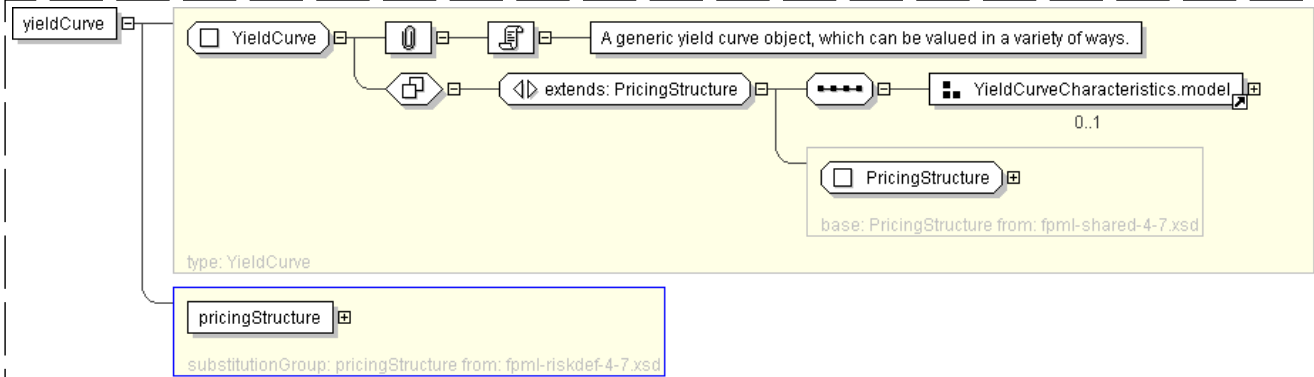 yieldCurve
YieldCurve
A generic yield curve object, which can be valued in a variety of ways.
extends: PricingStructure
YieldCurveCharacteristics.model
0..1
PricingStructure
base: PricingStructure from: fpml-shared-4-7.xsd
type: YieldCurve
pricingStructure
substitutionGroup: pricingStructure from: fpml-riskdef-4-7.xsd